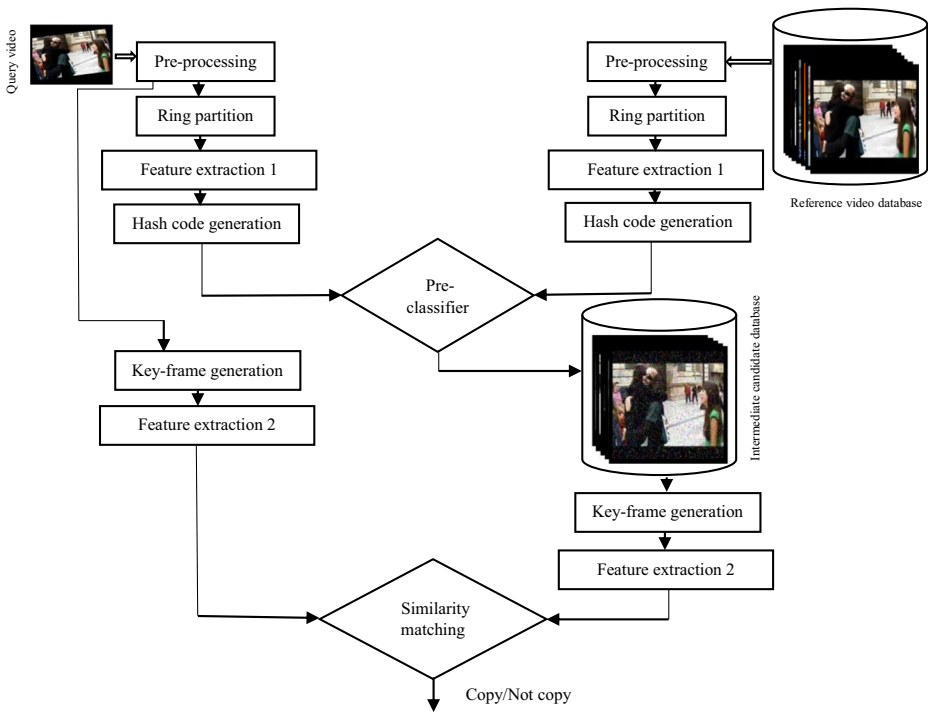 Query video
Pre-processing
Pre-processing
Ring partition
Ring partition
Feature extraction 1
Feature extraction 1
Reference video database
Hash code generation
Hash code generation
Pre-
classifier
Intermediate candidate database
Key-frame generation
Feature extraction 2
Key-frame generation
Feature extraction 2
Similarity
matching
Copy/Not copy